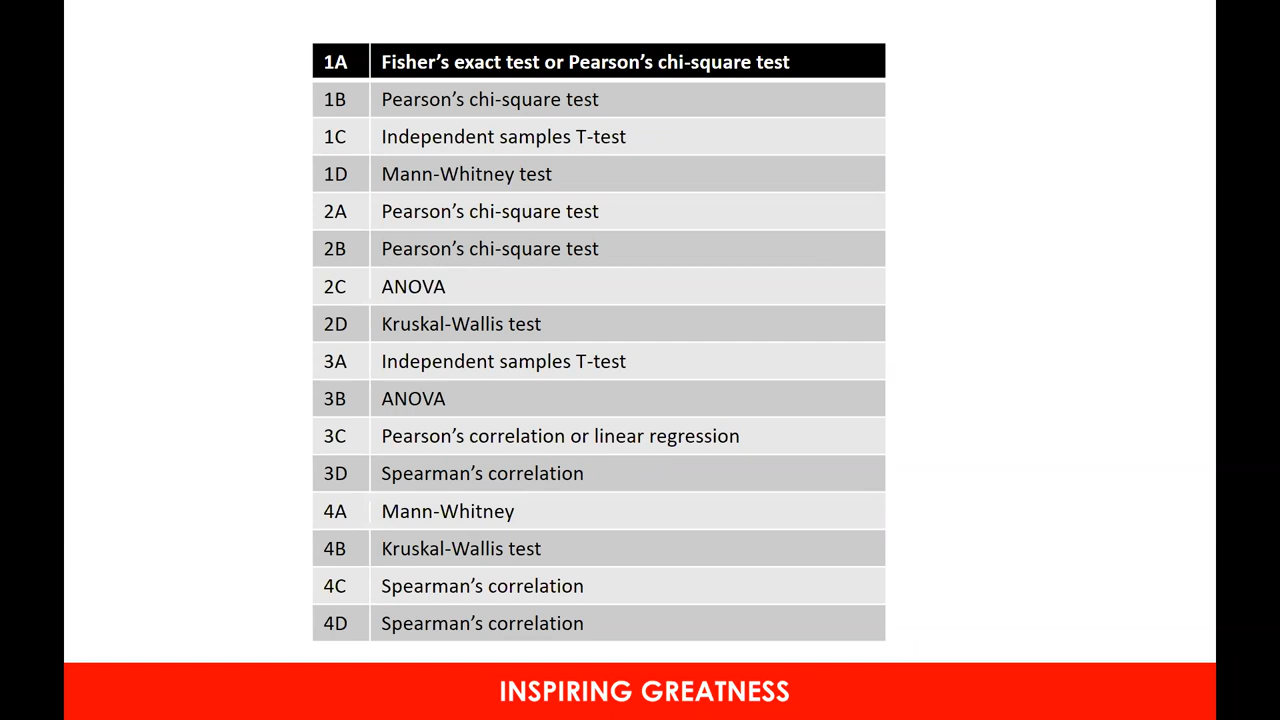 1A Fisher’s exact test or Pearson’s chi-square test
1B Pearson’s chi-square test
1C Independent samples T-test
1D Mann-Whitney test
2A Pearson’s chi-square test
2B Pearson’s chi-square test
2C ANOVA
2D Kruskal-Wallis test
3A Independent samples T-test
3B ANOVA
3C Pearson’s correlation or linear regression
3D Spearman’s correlation
4A Mann-Whitney
4B Kruskal-Wallis test
4C Spearman’s correlation
4D Spearman’s correlation
INSPIRING GREATNESS